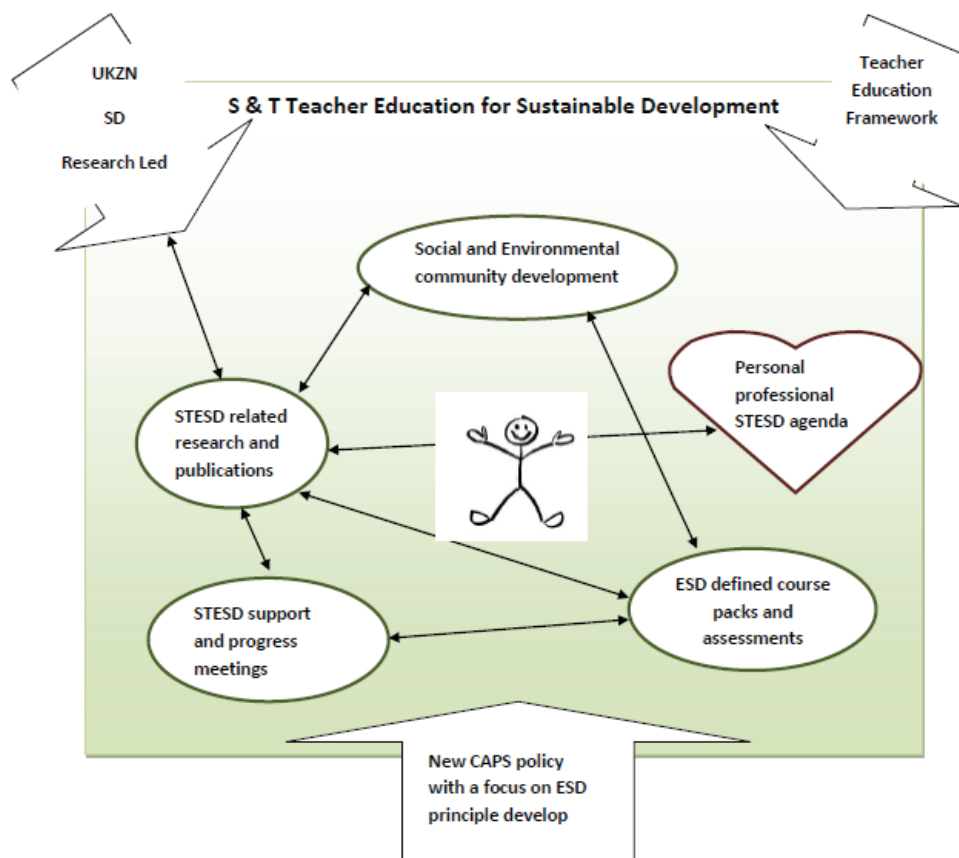 UKZN
SD
Research Led
Teacher
Education
Framework
S & T Teacher Education for Sustainable Development
Social and Environmental
community development
Personal
professional
STESD agenda
STESD related
research and
publications
ESD defined course
packs and
assessments
STESD support
and progress
meetings
New CAPS policy
with a focus on ESD
principle develop